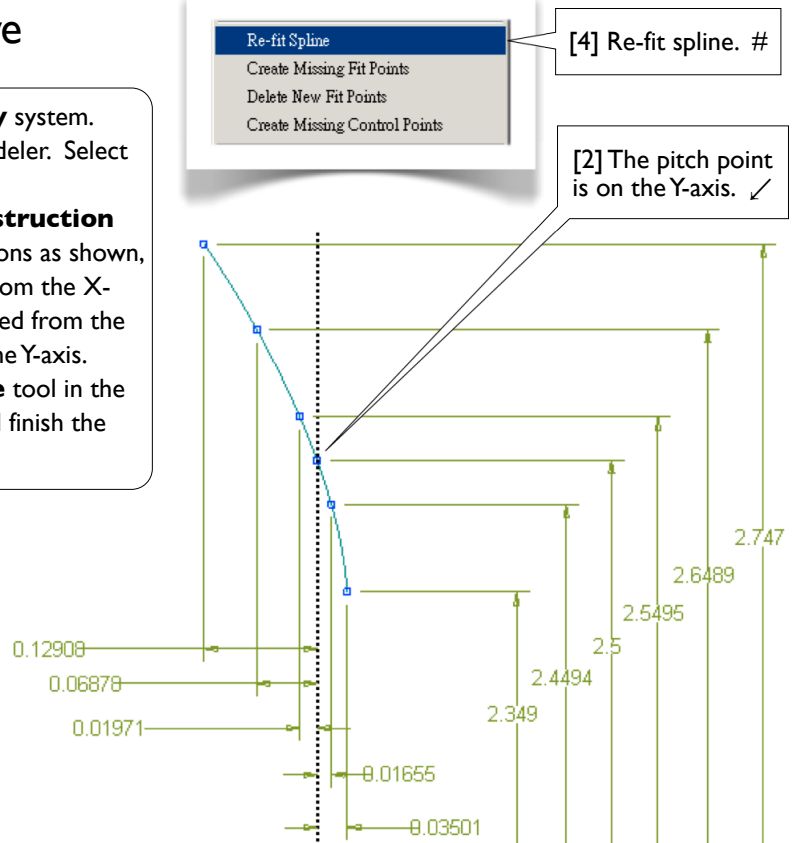 e
Re-fit Spline
Create Missing Fit Points
Delete New Fit Points
Create Missing Control Points
[4] Re-fit spline. #
y system.
deler. Select
struction
ons as shown,
om the X-
ed from the
he Y-axis.
e tool in the
l finish the
[2] The pitch point
is on the Y-axis. ↙
2.747
2.6489
2.5495
2.5
2.4494
2.349
0.12908
0.06878
0.01971
0.01655
0.03501